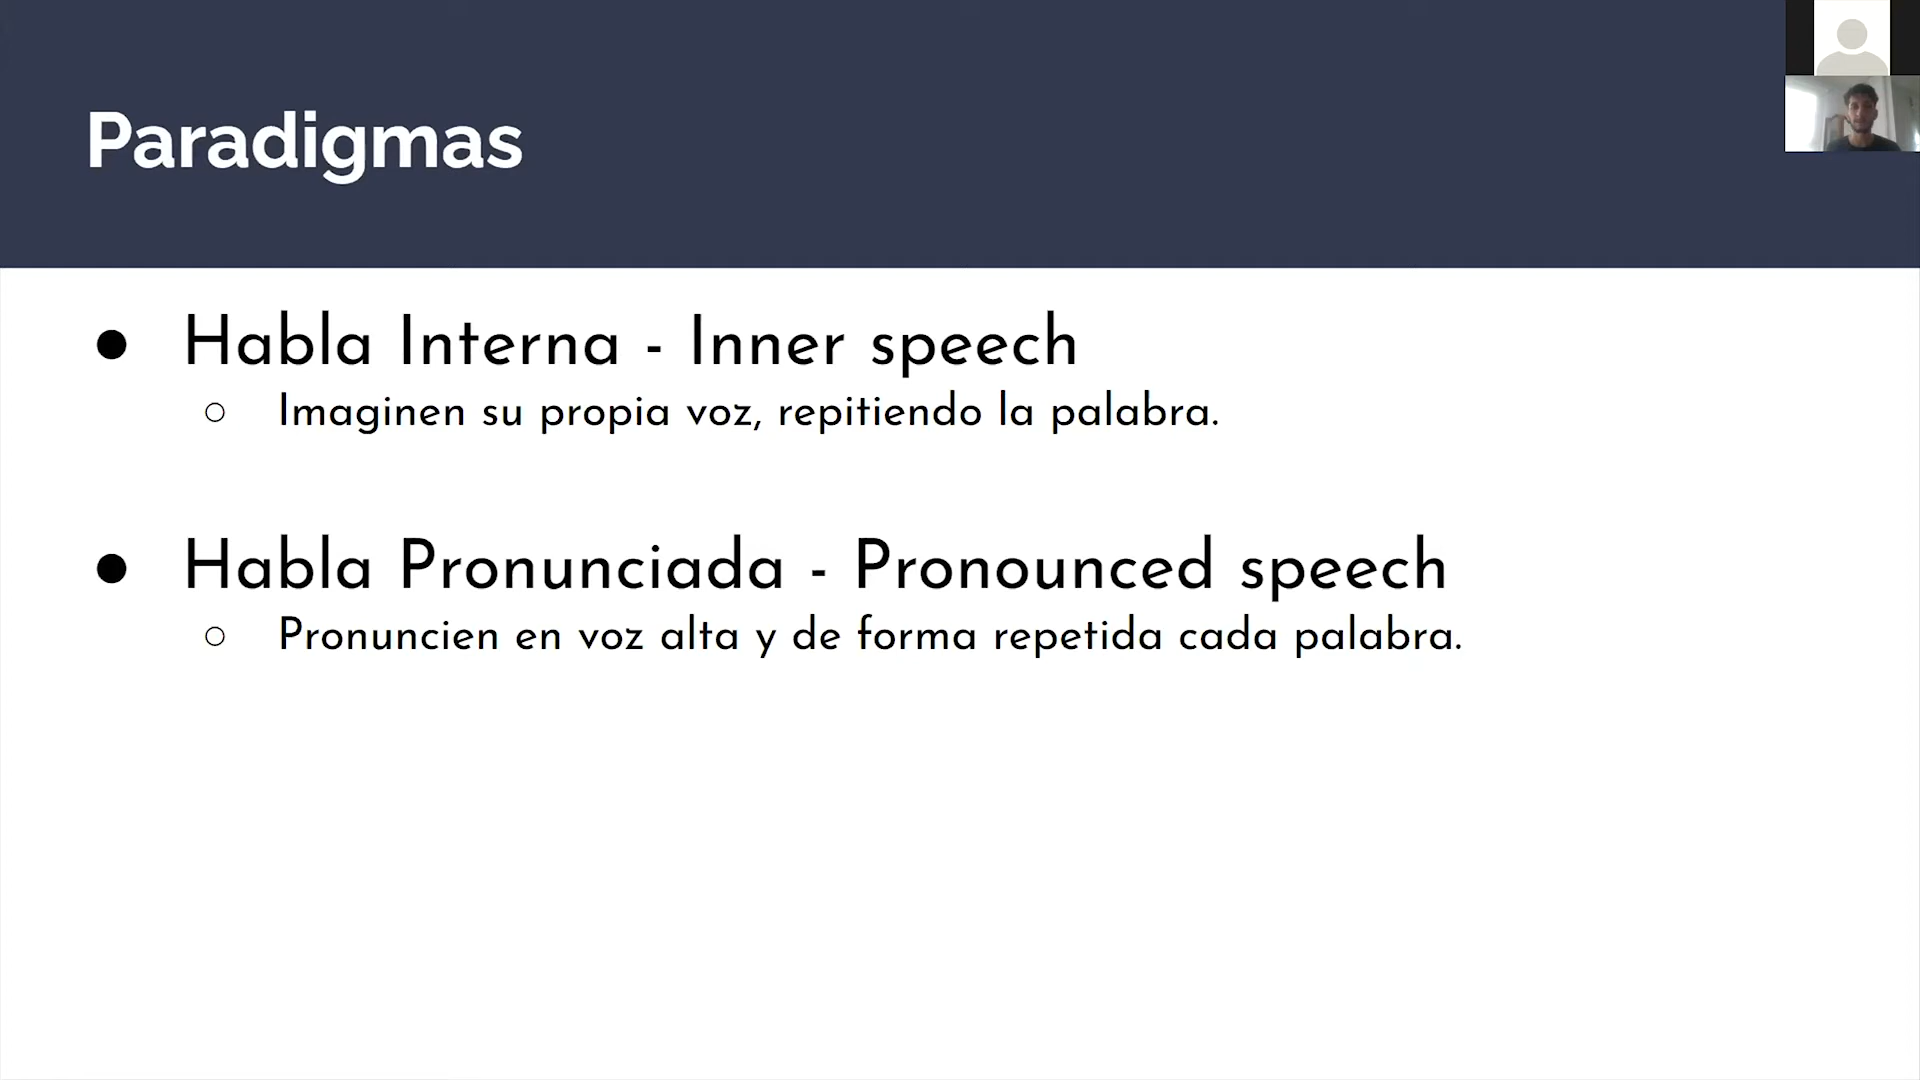 Paradigmas
● Habla Interna - Inner speech
○ Imaginen su propia voz, repitiendo la palabra.
● Habla Pronunciada - Pronounced speech
○ Pronuncien en voz alta y de forma repetida cada palabra.